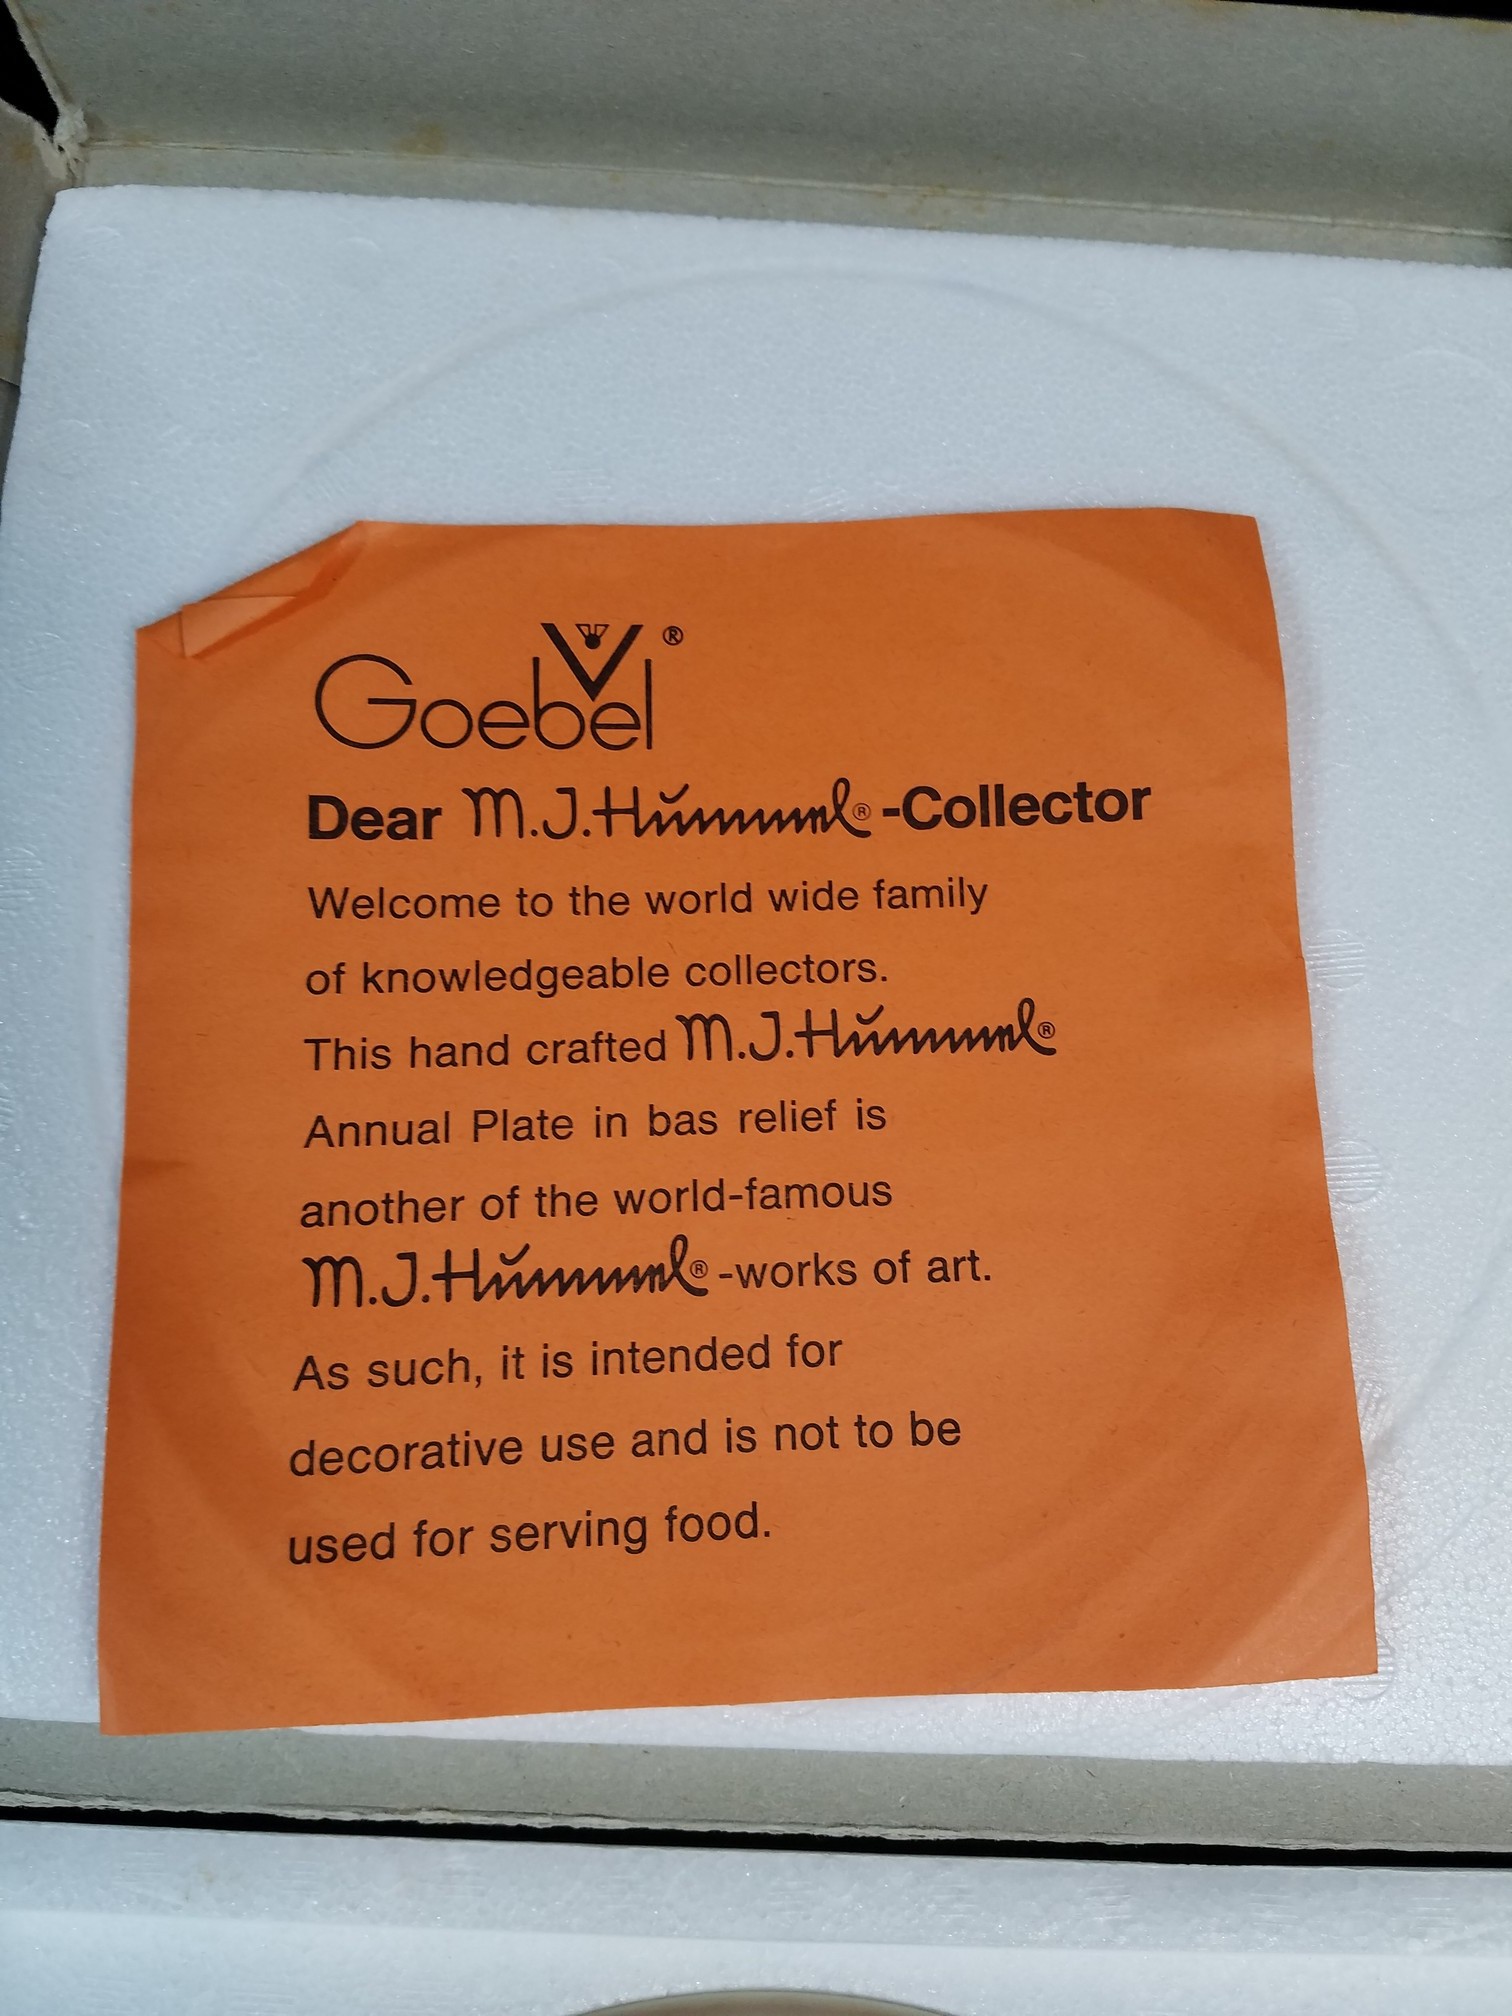 Goebel®
Dear M.J.Hummel® -Collector
Welcome to the world wide family
of knowledgeable collectors.
This hand crafted M.J.Hummel®
Annual Plate in bas relief is
another of the world-famous
M.J.Hummel® -works of art.
As such, it is intended for
decorative use and is not to be
used for serving food.